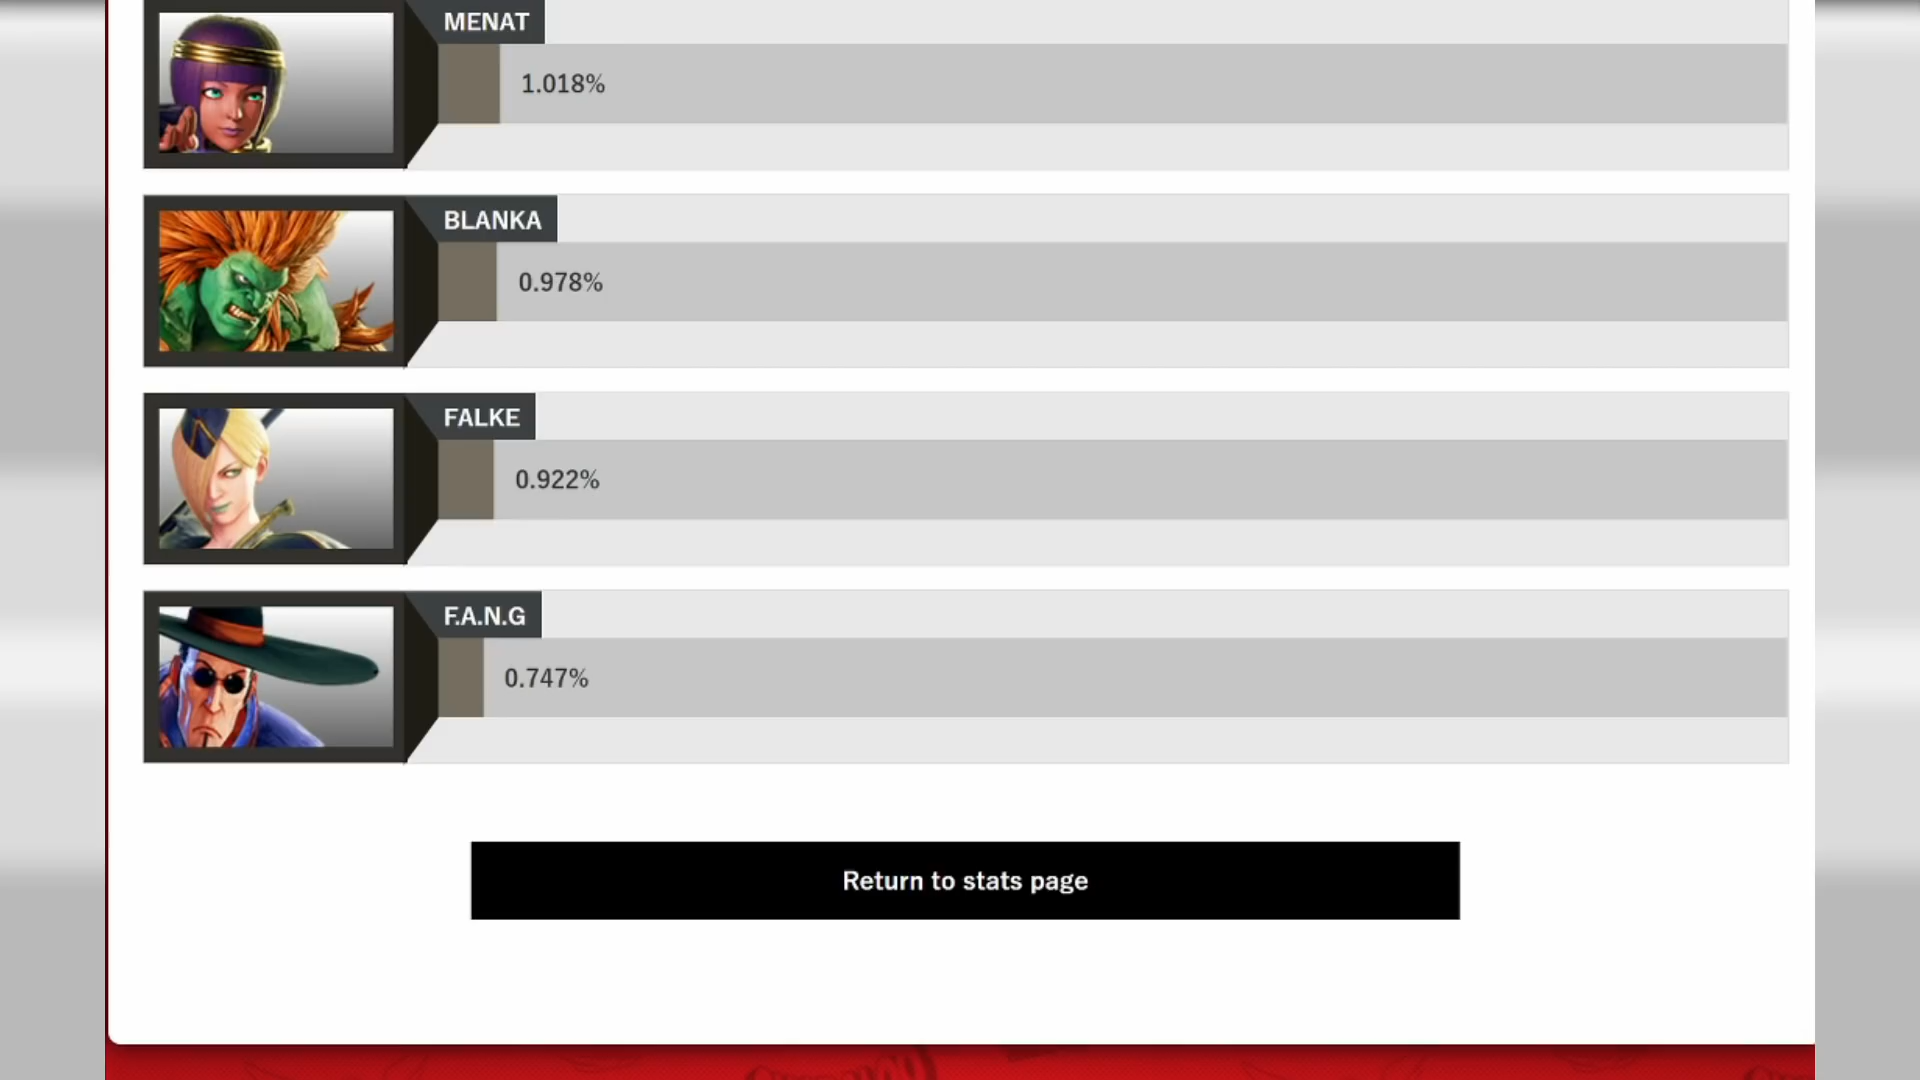 MENAT
1.018%
BLANKA
0.978%
FALKE
0.922%
F.A.N.G
0.747%
Return to stats page